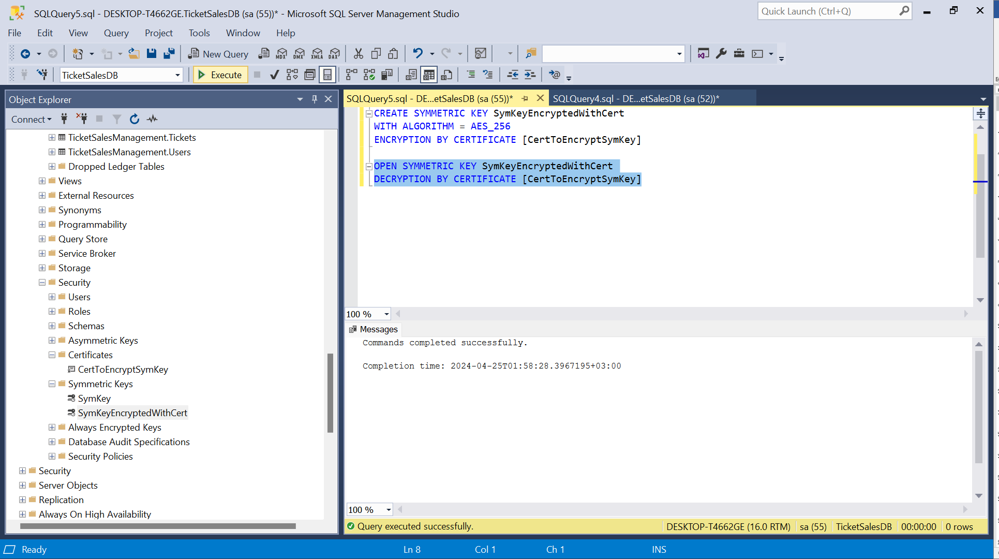 SQLQuery5.sql - DESKTOP-T4662GE.TicketSalesDB (sa (55))* - Microsoft SQL Server Management Studio
Quick Launch (Ctrl+Q)
File Edit View Query Project Tools Window Help
New Query MDX DMX XMLA DAX
TicketSalesDB Execute
Object Explorer
Connect
TicketSalesManagement.Tickets
TicketSalesManagement.Users
Dropped Ledger Tables
Views
External Resources
Synonyms
Programmability
Query Store
Service Broker
Storage
Security
Users
Roles
Schemas
Asymmetric Keys
Certificates
CertToEncryptSymKey
Symmetric Keys
SymKey
SymKeyEncryptedWithCert
Always Encrypted Keys
Database Audit Specifications
Security Policies
Security
Server Objects
Replication
Always On High Availability
SQLQuery5.sql - DE...etSalesDB (sa (55))* SQLQuery4.sql - DE...etSalesDB (sa (52))*
CREATE SYMMETRIC KEY SymKeyEncryptedWithCert
WITH ALGORITHM = AES_256
ENCRYPTION BY CERTIFICATE [CertToEncryptSymKey]
OPEN SYMMETRIC KEY SymKeyEncryptedWithCert
DECRYPTION BY CERTIFICATE [CertToEncryptSymKey]
100 %
Messages
Commands completed successfully.
Completion time: 2024-04-25T01:58:28.3967195+03:00
100 %
Query executed successfully. DESKTOP-T4662GE (16.0 RTM) sa (55) TicketSalesDB 00:00:00 0 rows
Ready Ln 8 Col 1 Ch 1 INS